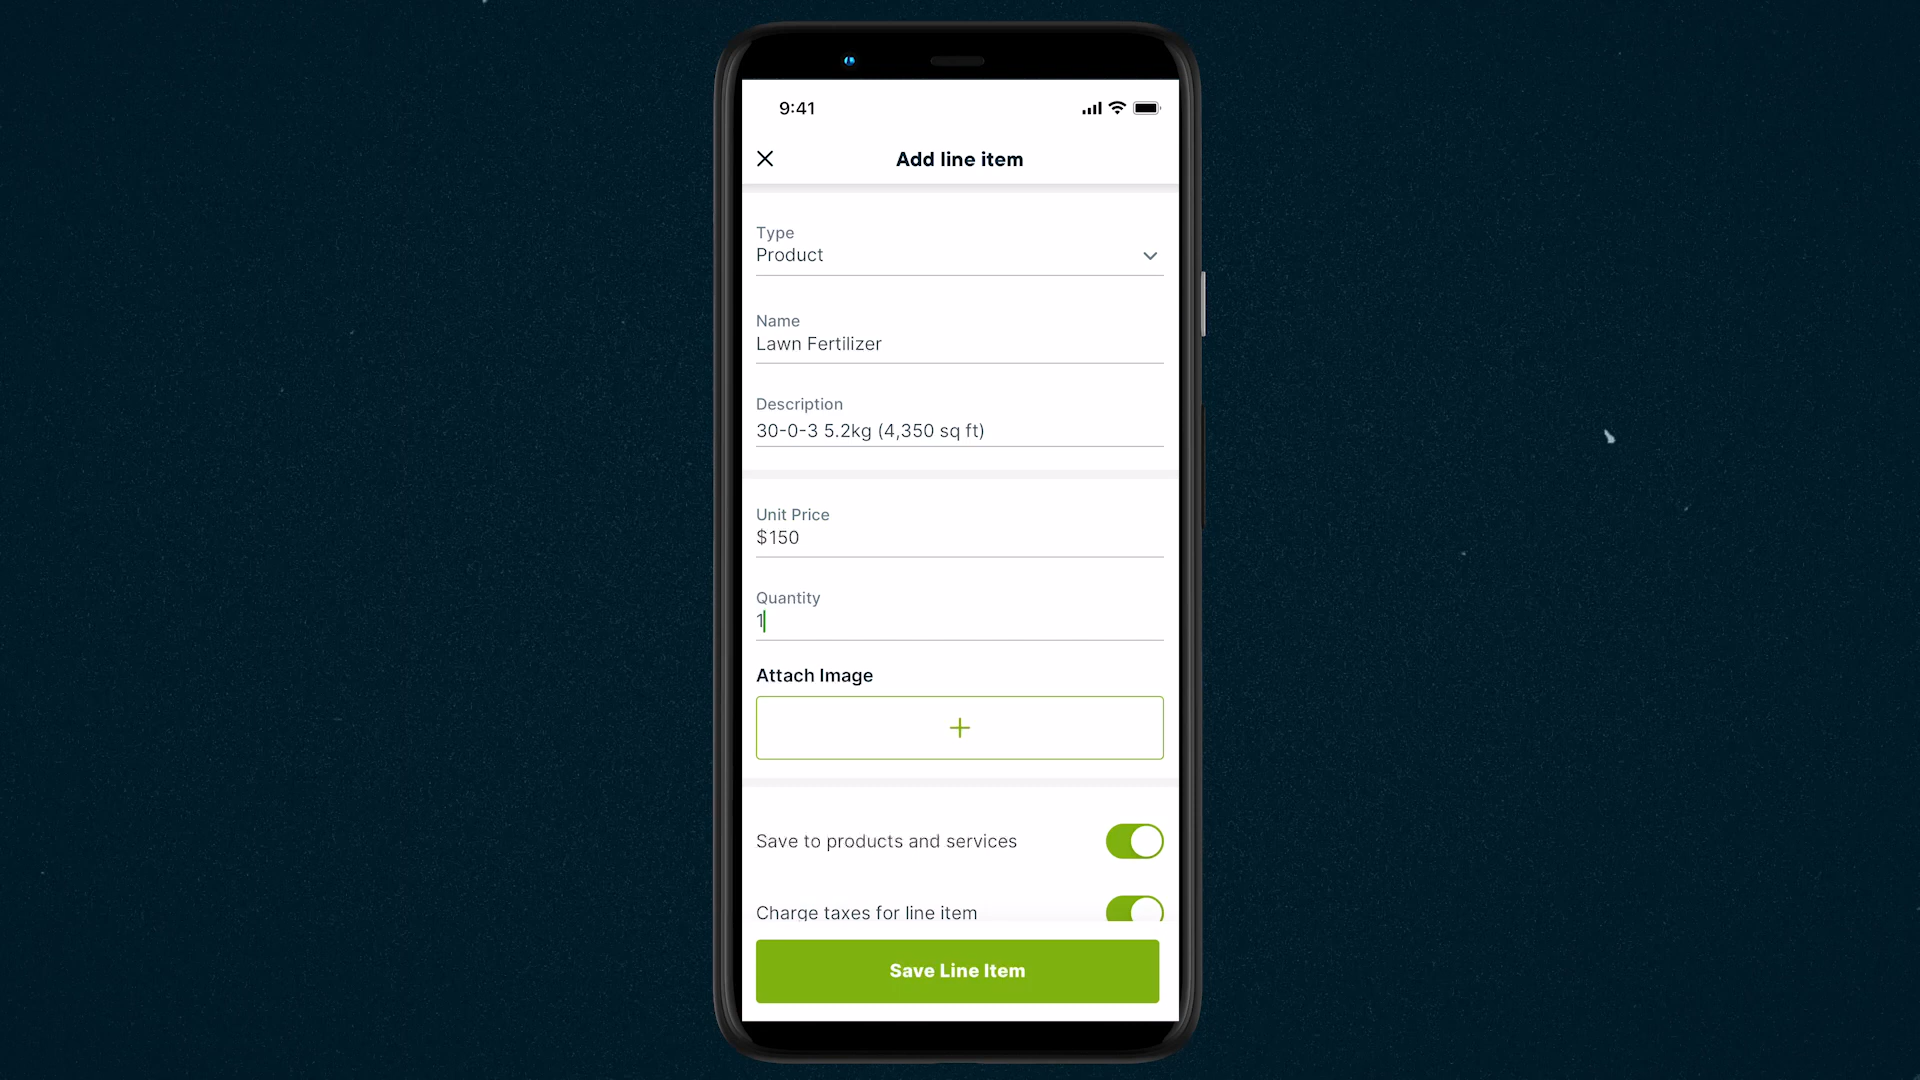 9:41
Add line item
Type
Product
Name
Lawn Fertilizer
Description
30-0-3 5.2kg (4,350 sq ft)
Unit Price
$150
Quantity
1
Attach Image
Save to products and services
Charge taxes for line item
Save Line Item